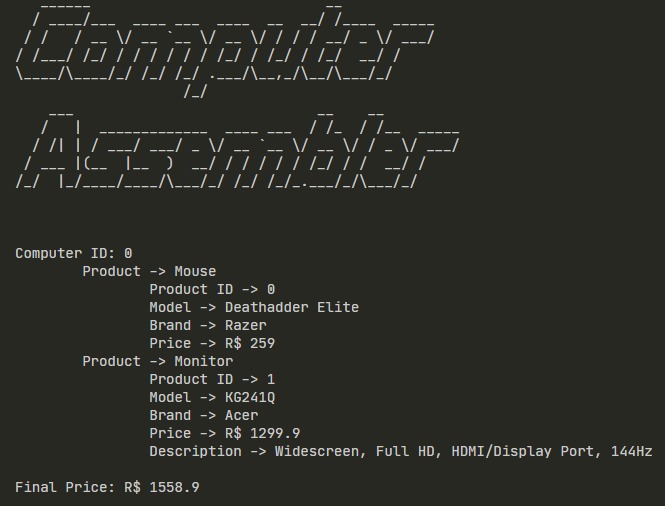 Computer
Assembler
Computer ID: 0
Product -> Mouse
Product ID -> 0
Model -> Deathadder Elite
Brand -> Razer
Price -> R$ 259
Product -> Monitor
Product ID -> 1
Model -> KG241Q
Brand -> Acer
Price -> R$ 1299.9
Description -> Widescreen, Full HD, HDMI/Display Port, 144Hz
Final Price: R$ 1558.9